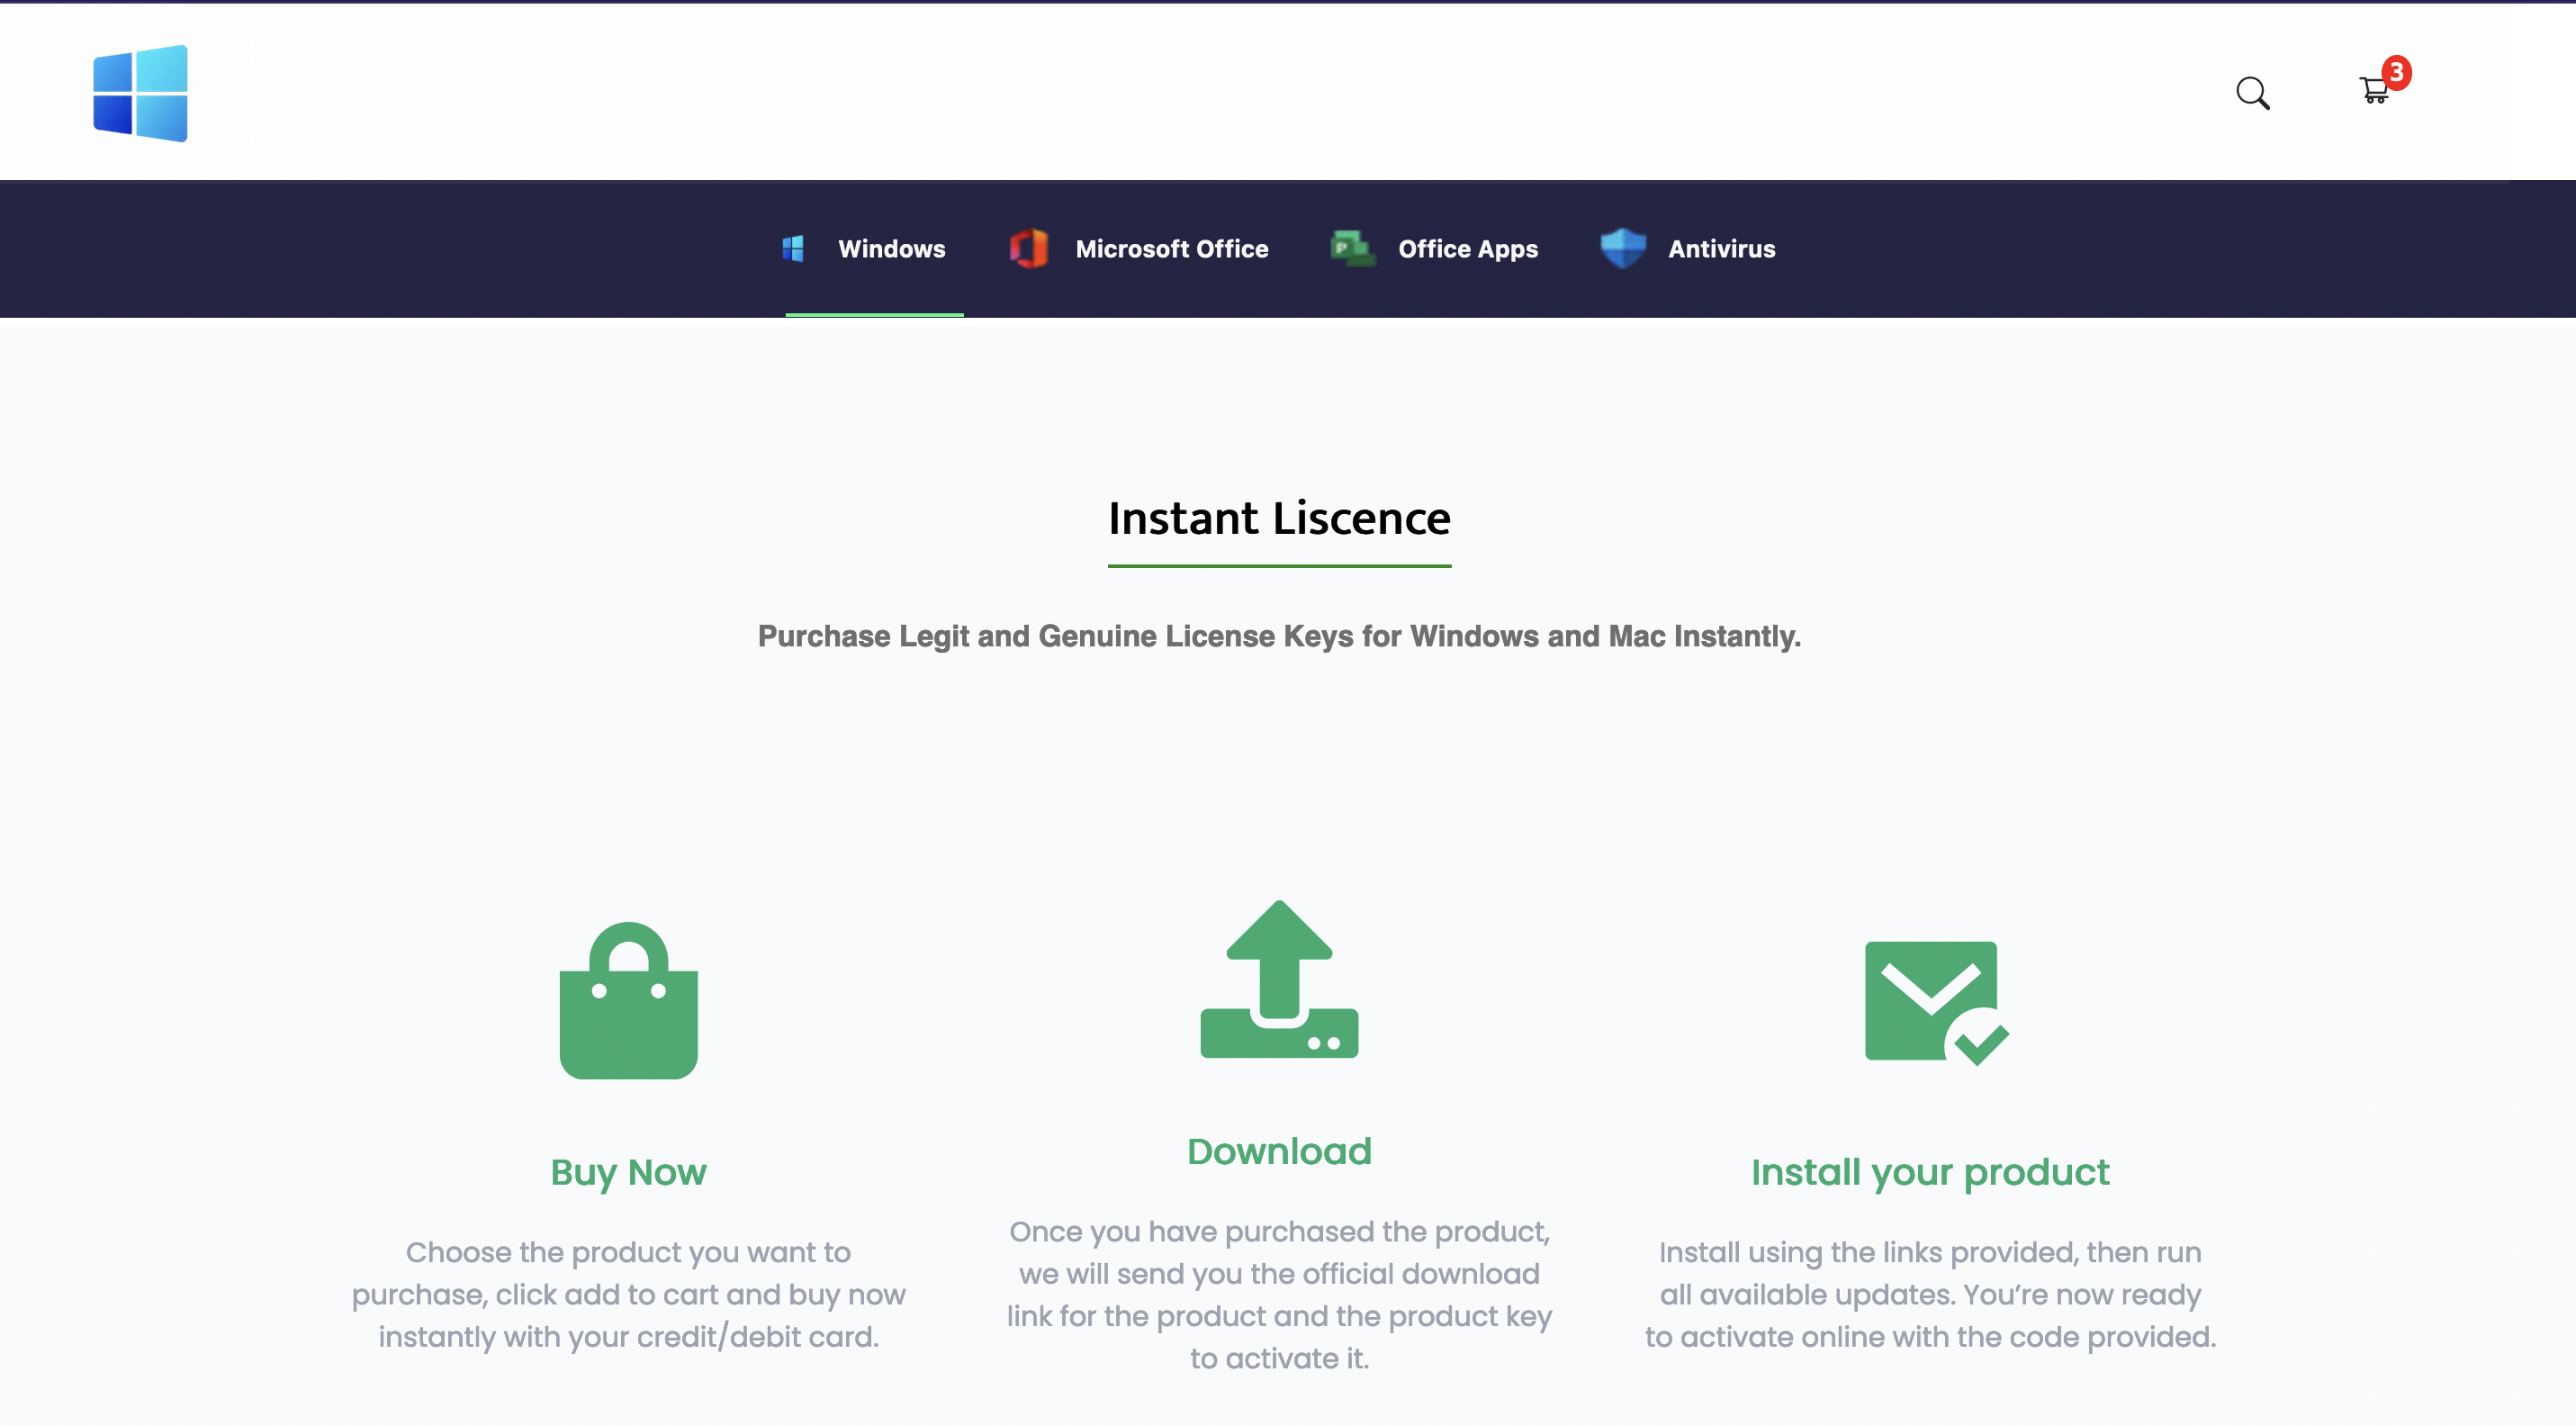 3
Windows
Microsoft Office
P
Office Apps
Antivirus
Instant Liscence
Purchase Legit and Genuine License Keys for Windows and Mac Instantly.
Buy Now
Choose the product you want to
purchase, click add to cart and buy now
instantly with your credit/debit card.
Download
Once you have purchased the product,
we will send you the official download
link for the product and the product key
to activate it.
Install your product
Install using the links provided, then run
all available updates. You’re now ready
to activate online with the code provided.